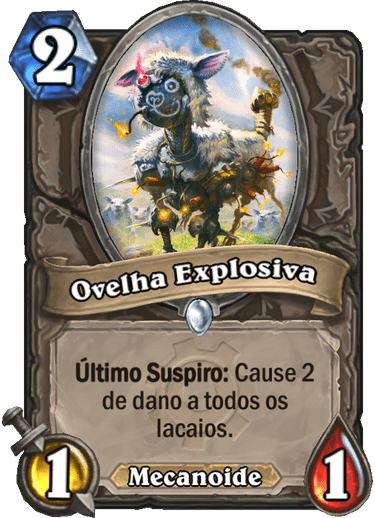 2
Ovelha Explosiva
Último Suspiro: Cause 2
de dano a todos os
lacaios.
1 Mecanoide 1